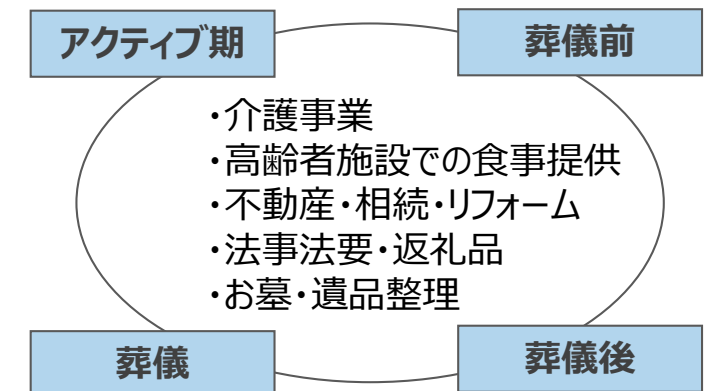 アクティブ期
葬儀前
・介護事業
・高齢者施設での食事提供
・不動産・相続・リフォーム
・法事法要・返礼品
・お墓・遺品整理
葬儀
葬儀後